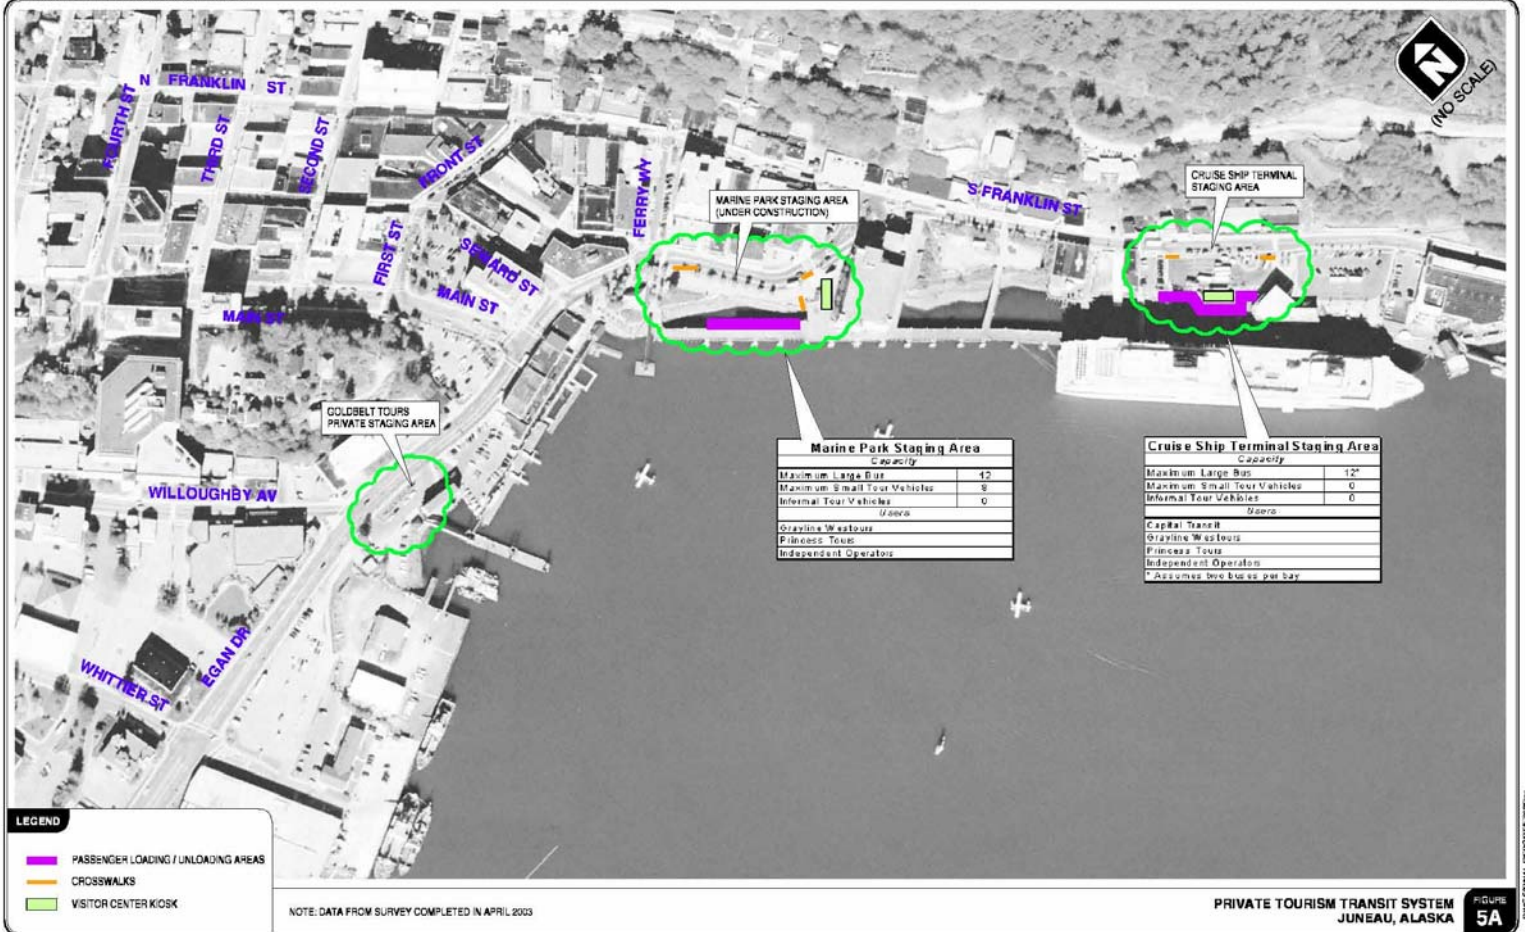 (NO SCALE)
N FRANKLIN ST
FOURTH ST
THIRD ST
SECOND ST
FRONT ST
FERRY WY
FIRST ST
SEWARD ST
MAIN ST
MAIN ST
S FRANKLIN ST
WILLOUGHBY AV
EGAN DR
WHITTIER ST
MARINE PARK STAGING AREA
(UNDER CONSTRUCTION)
CRUISE SHIP TERMINAL
STAGING AREA
GOLDBELT TOURS
PRIVATE STAGING AREA
Marine Park Staging Area
Capacity
Maximum Large Bus 12
Maximum Small Tour Vehicles 8
Informal Tour Vehicles 0
Users
Grayline Westours
Princess Tours
Independent Operators
Cruise Ship Terminal Staging Area
Capacity
Maximum Large Bus 12*
Maximum Small Tour Vehicles 0
Informal Tour Vehicles 0
Users
Capital Transit
Grayline Westours
Princess Tours
Independent Operators
* Assumes two buses per bay
LEGEND
PASSENGER LOADING / UNLOADING AREAS
CROSSWALKS
VISITOR CENTER KIOSK
NOTE: DATA FROM SURVEY COMPLETED IN APRIL 2003
PRIVATE TOURISM TRANSIT SYSTEM
JUNEAU, ALASKA
FIGURE
5A